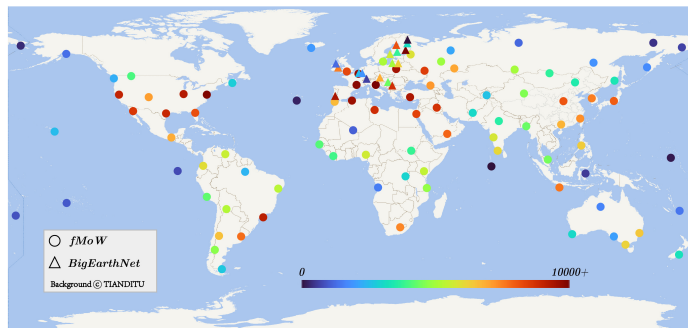 fMoW
BigEarthNet
Background © TIANDITU
0
10000+